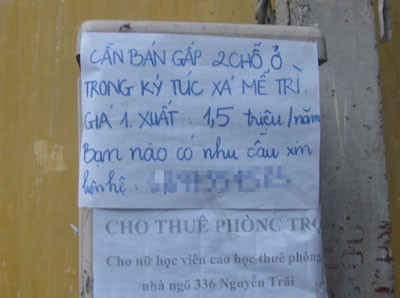 CẦN BÁN GẤP 2 CHỖ Ở
TRONG KÝ TÚC XÁ MỄ TRÌ.
GIÁ 1 XUẤT : 1,5 triệu/năm
Bạn nào có nhu cầu xin
liên hệ :
CHO THUÊ PHÒNG TRỌ
Cho nữ học viên cao học thuê phòng
nhà ngõ 336 Nguyễn Trãi